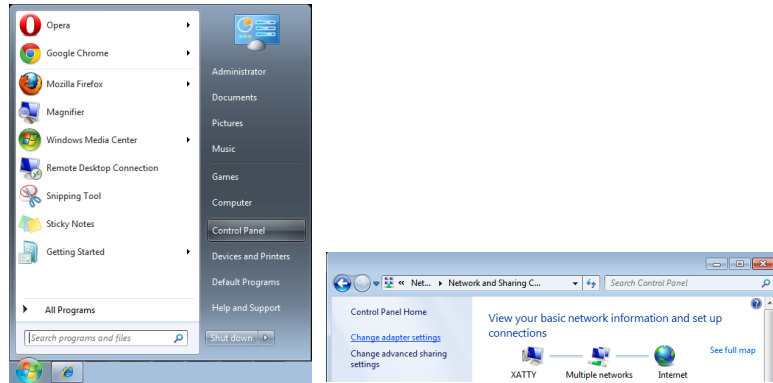 Opera
Google Chrome
Mozilla Firefox
Magnifier
Windows Media Center
Remote Desktop Connection
Snipping Tool
Sticky Notes
Getting Started
All Programs
Search programs and files
Administrator
Documents
Pictures
Music
Games
Computer
Control Panel
Devices and Printers
Default Programs
Help and Support
Shut down
« Net... Network and Sharing C...
Search Control Panel
Control Panel Home
Change adapter settings
Change advanced sharing
settings
View your basic network information and set up
connections
See full map
XATTY Multiple networks Internet